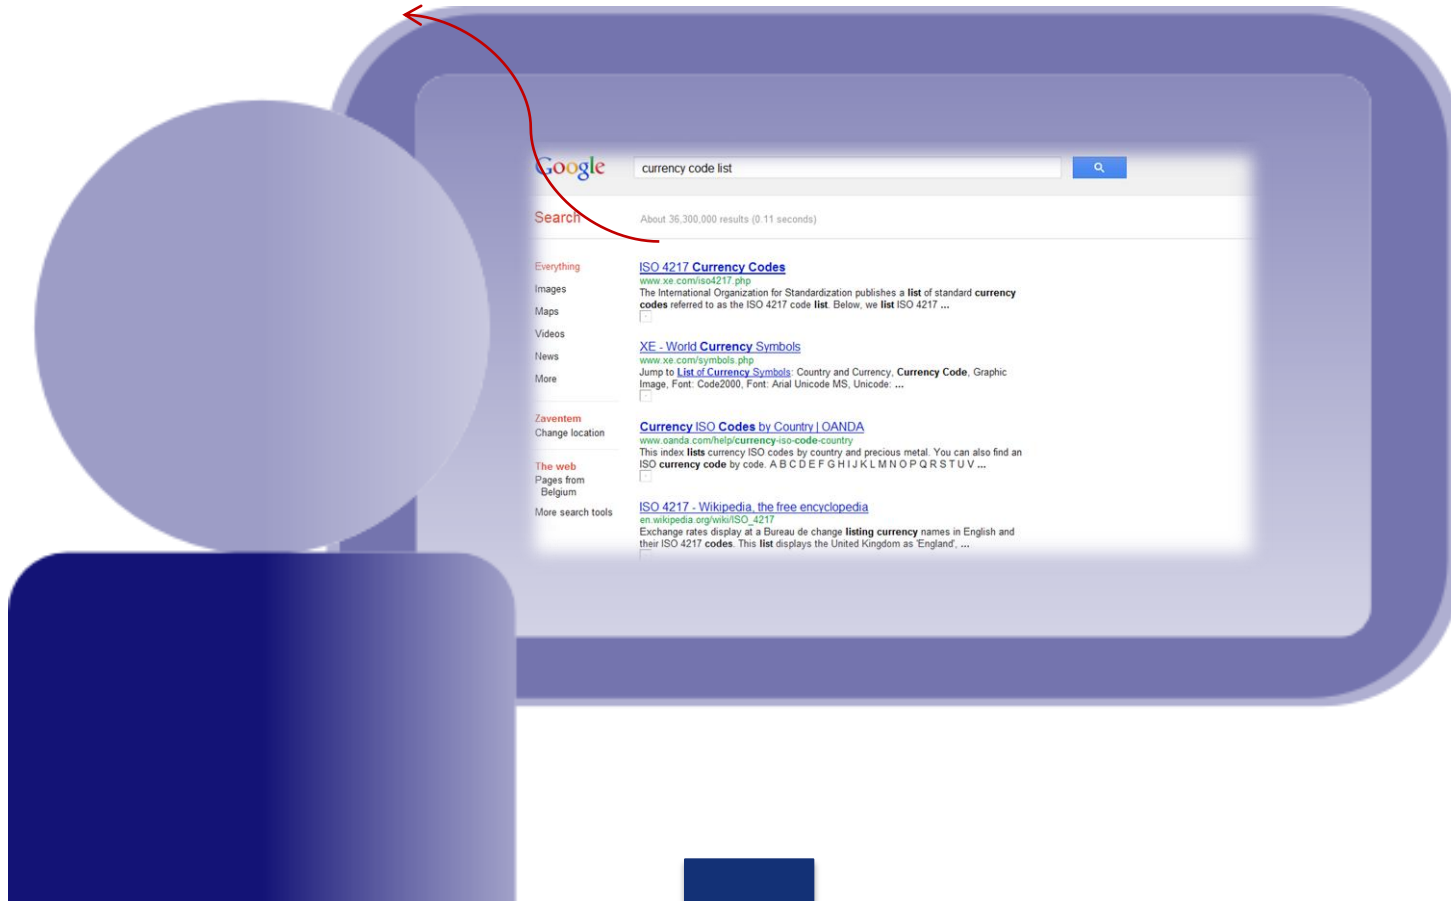 Google
currency code list
Search
About 36,300,000 results (0.11 seconds)
Everything
Images
Maps
Videos
News
More
Zaventem
Change location
The web
Pages from
Belgium
More search tools
ISO 4217 Currency Codes
www.xe.com/iso4217.php
The International Organization for Standardization publishes a list of standard currency
codes referred to as the ISO 4217 code list. Below, we list ISO 4217 ...
XE - World Currency Symbols
www.xe.com/symbols.php
Jump to List of Currency Symbols: Country and Currency, Currency Code, Graphic
Image, Font: Code2000, Font: Arial Unicode MS, Unicode: ...
Currency ISO Codes by Country | OANDA
www.oanda.com/help/currency-iso-code-country
This index lists currency ISO codes by country and precious metal. You can also find an
ISO currency code by code. A B C D E F G H I J K L M N O P Q R S T U V ...
ISO 4217 - Wikipedia, the free encyclopedia
en.wikipedia.org/wiki/ISO_4217
Exchange rates display at a Bureau de change listing currency names in English and
their ISO 4217 codes. This list displays the United Kingdom as 'England', ...